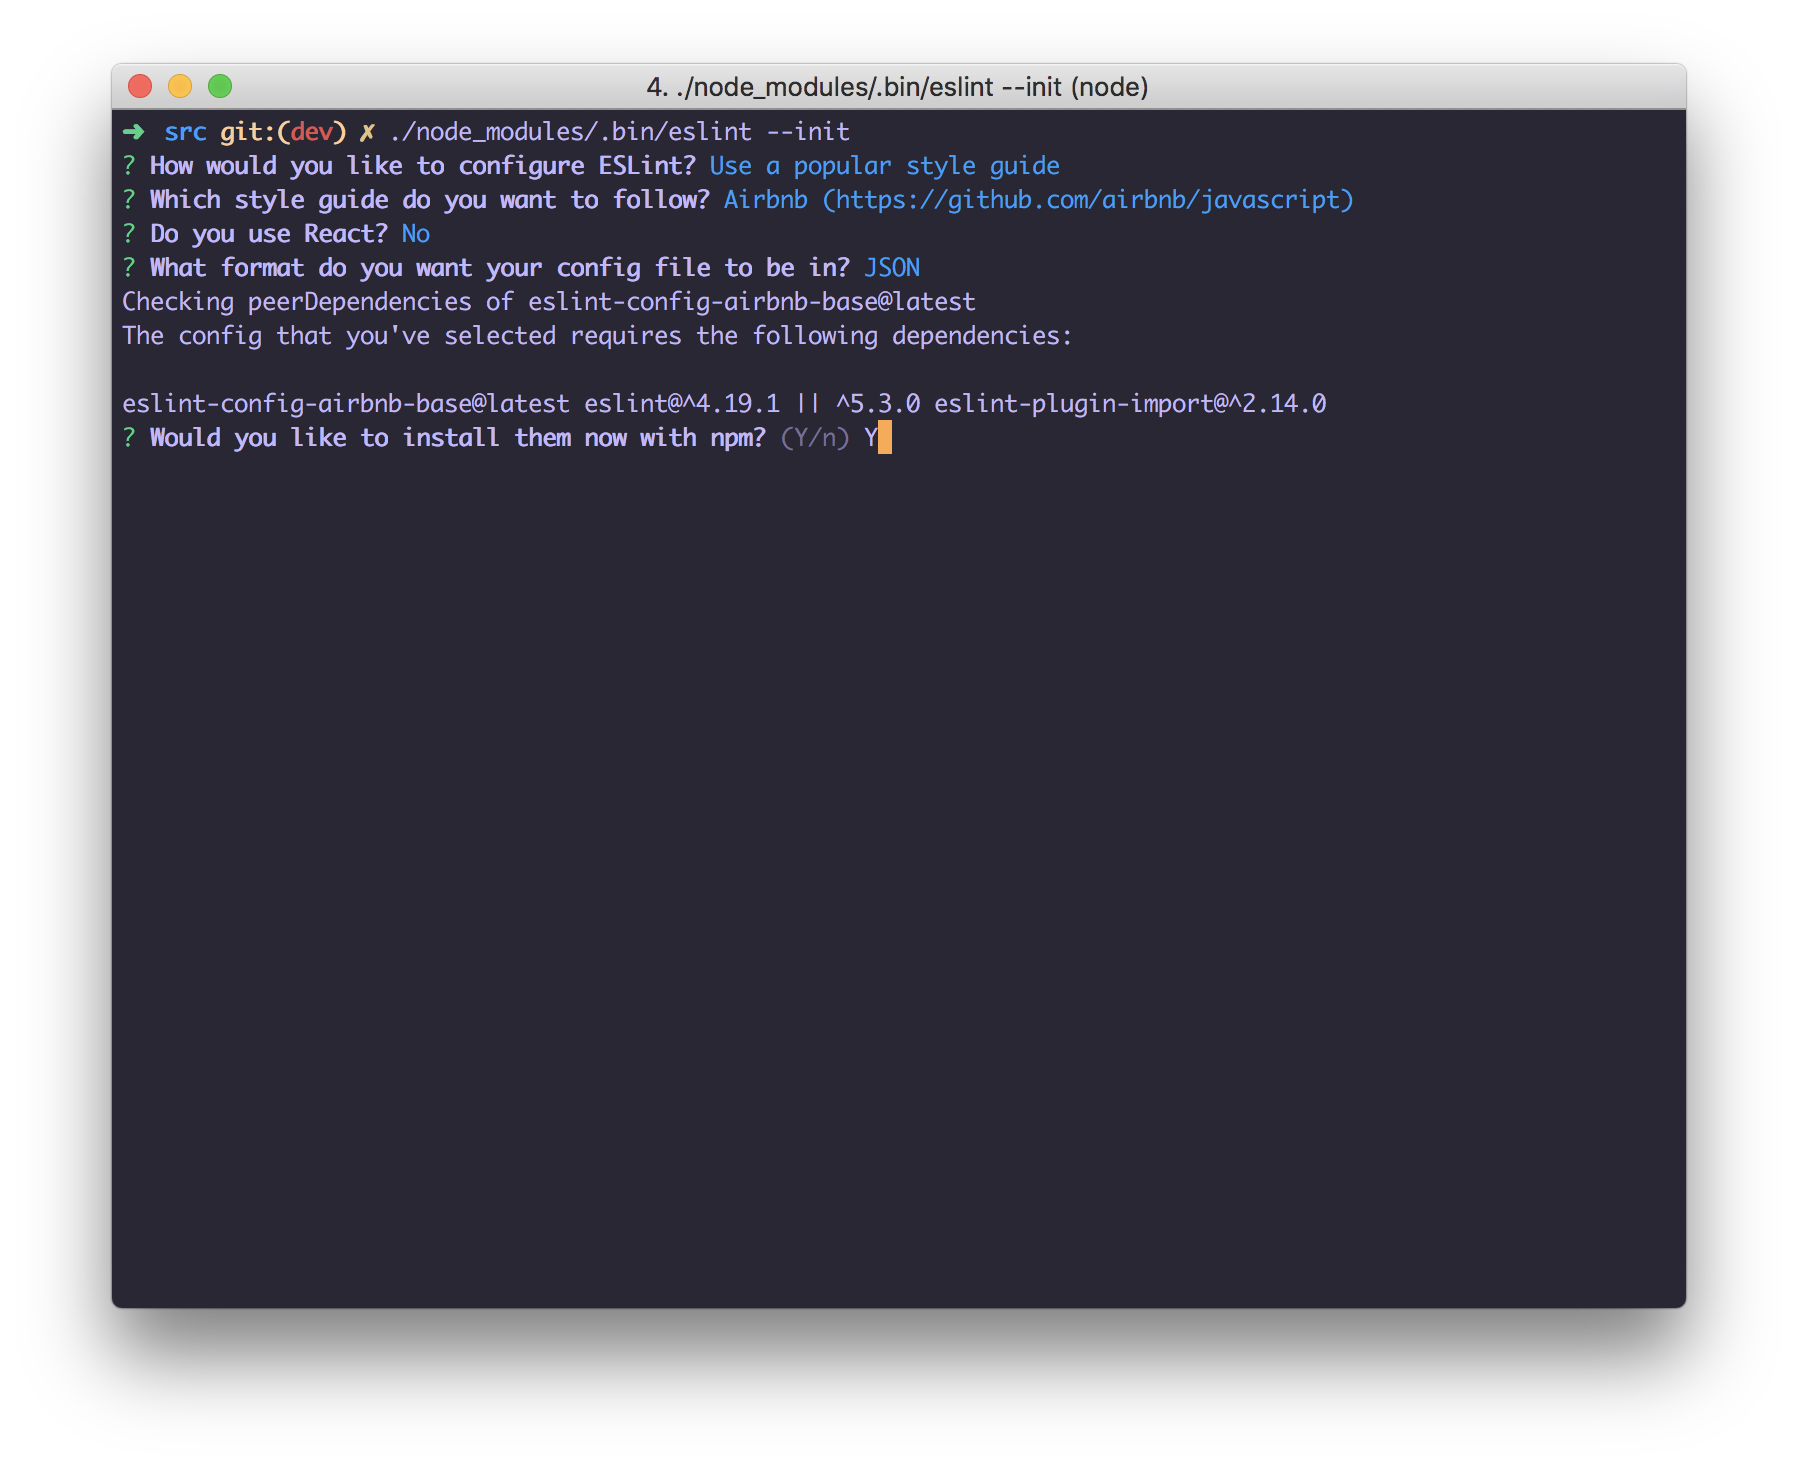 4. ./node_modules/.bin/eslint --init (node)
➜ src git:(dev) ✗ ./node_modules/.bin/eslint --init
? How would you like to configure ESLint? Use a popular style guide
? Which style guide do you want to follow? Airbnb (https://github.com/airbnb/javascript)
? Do you use React? No
? What format do you want your config file to be in? JSON
Checking peerDependencies of eslint-config-airbnb-base@latest
The config that you've selected requires the following dependencies:
eslint-config-airbnb-base@latest eslint@^4.19.1 || ^5.3.0 eslint-plugin-import@^2.14.0
? Would you like to install them now with npm? (Y/n) Y